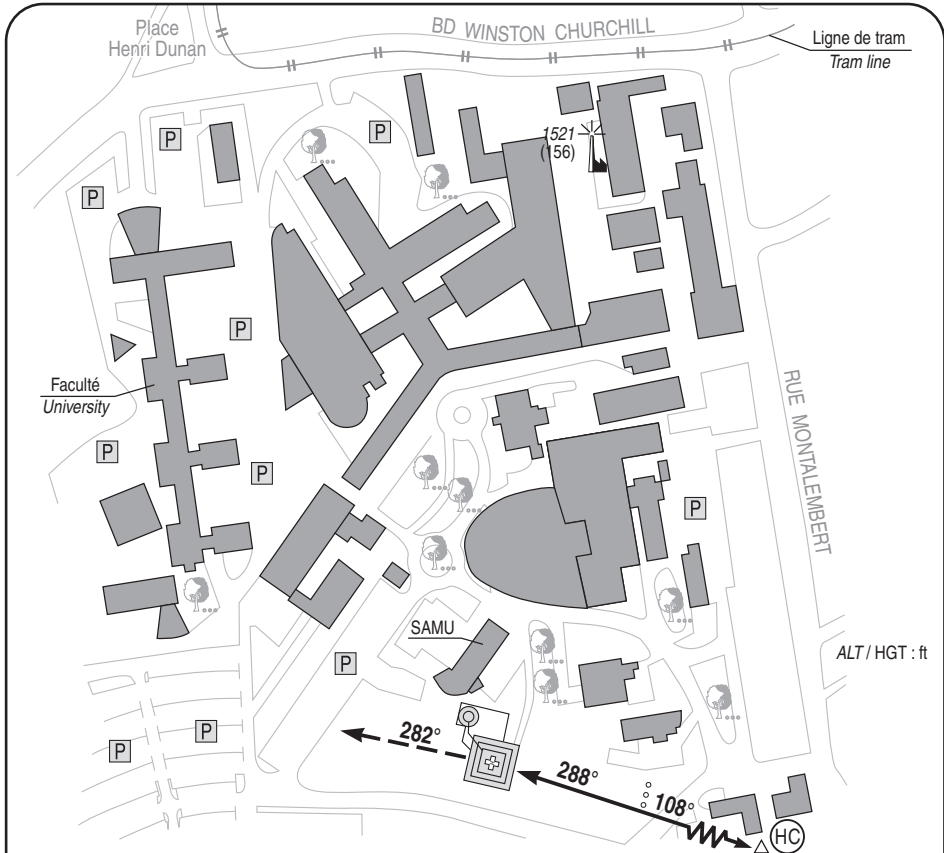 Place
Henri Dunan
BD WINSTON CHURCHILL
Ligne de tram
Tram line
P
P
1521
(156)
P
P
Faculté
University
RUE MONTALEMBERT
P
P
P
SAMU
ALT / HGT : ft
P
P
P
282°
288°
108°
HC